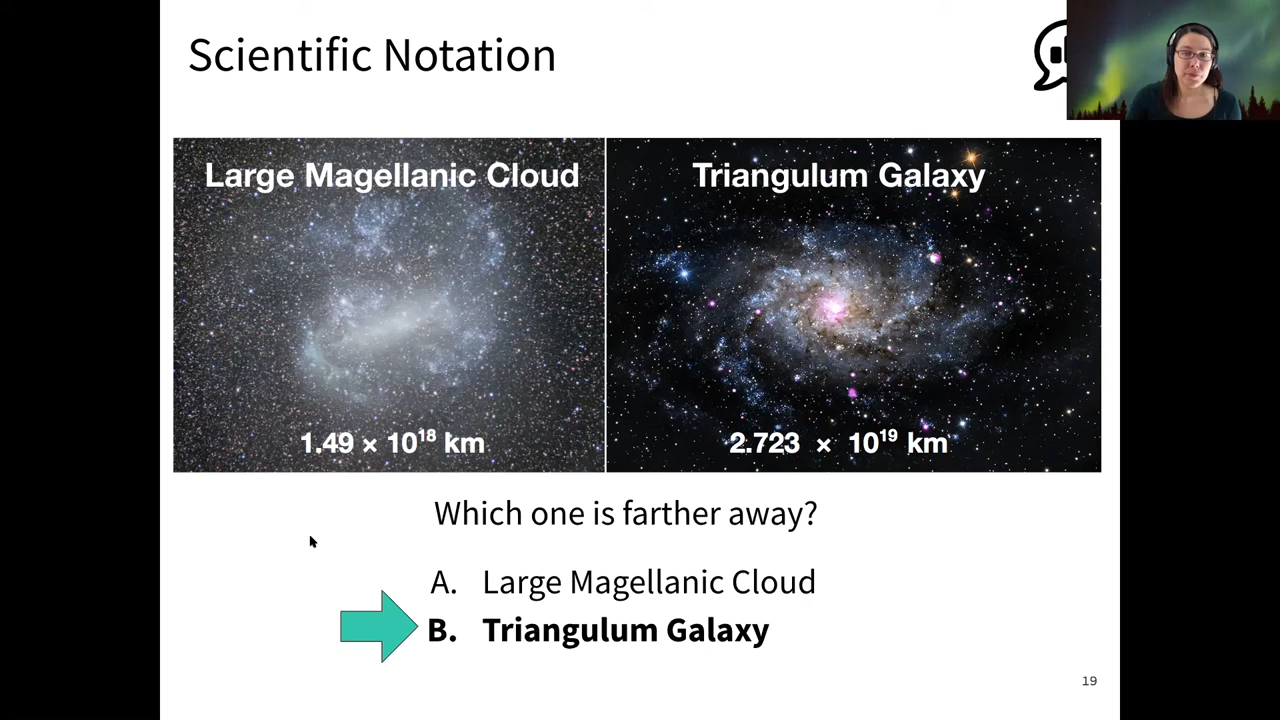 Scientific Notation
Large Magellanic Cloud
Triangulum Galaxy
1.49 × 10¹⁸ km
2.723 × 10¹⁹ km
Which one is farther away?
A. Large Magellanic Cloud
B. Triangulum Galaxy
19